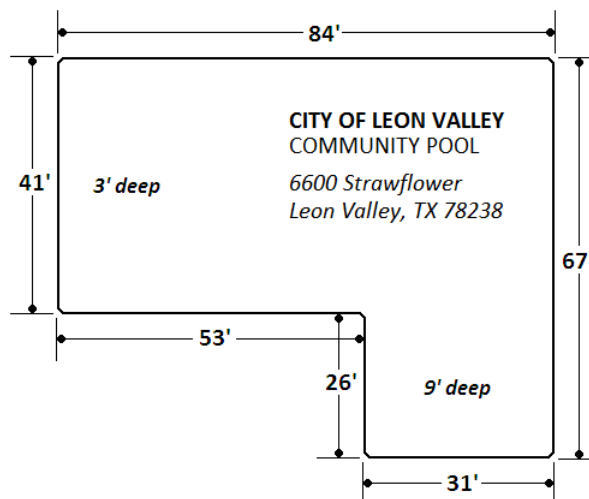 84'
CITY OF LEON VALLEY
COMMUNITY POOL
6600 Strawflower
Leon Valley, TX 78238
41'
3' deep
67
53'
26'
9' deep
31'